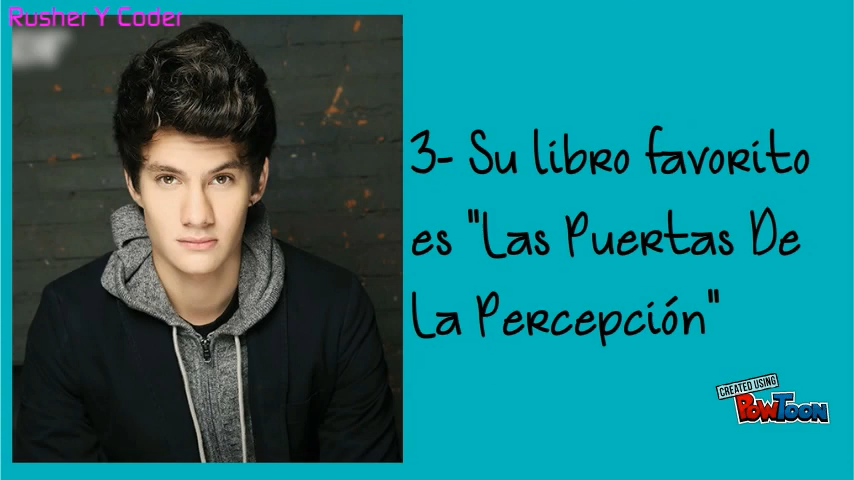 Rusher Y Coder
3- Su libro favorito
es "Las Puertas De
La Percepción"
CREATED USING
POWTOON